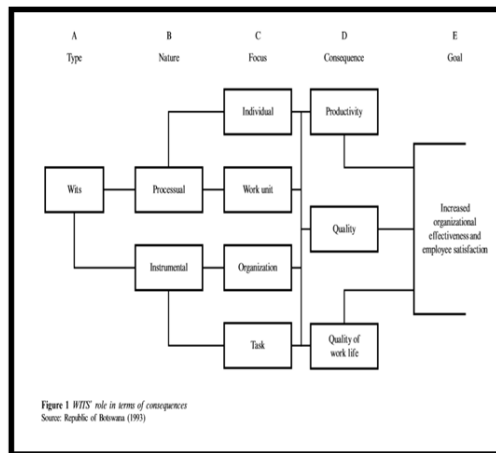 A B C D E
Type Nature Focus Consequence Goal
Individual Productivity
Wits Processual Work unit
Quality
Increased
organizational
effectiveness and
employee satisfaction
Instrumental Organization
Task
Quality of
work life
Figure 1 WITS' role in terms of consequences
Source: Republic of Botswana (1993)